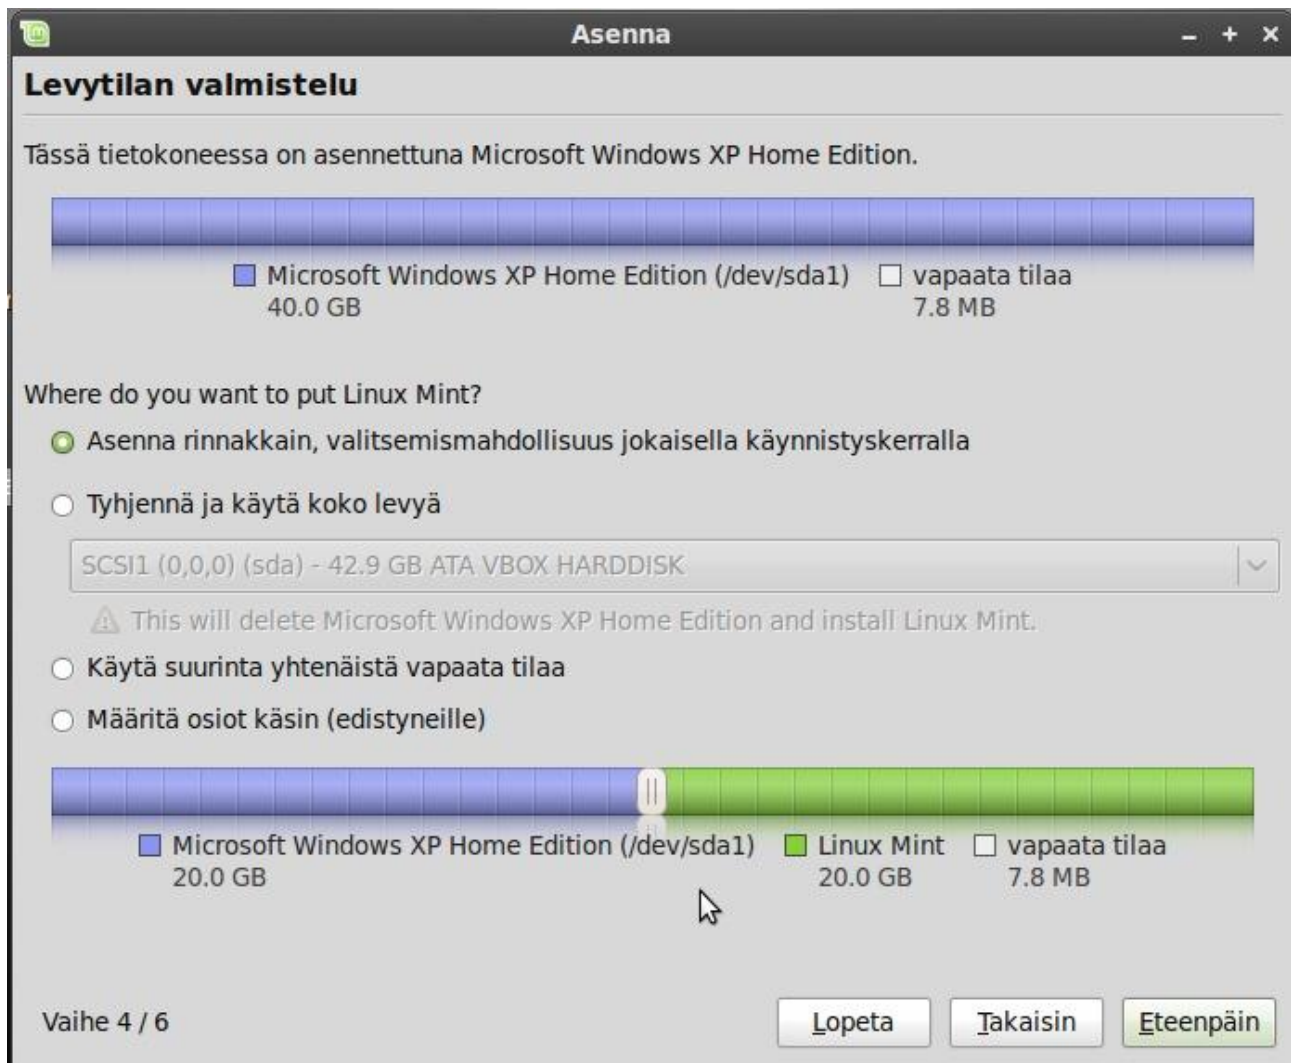 Asenna
Levytilan valmistelu
Tässä tietokoneessa on asennettuna Microsoft Windows XP Home Edition.
Microsoft Windows XP Home Edition (/dev/sda1) vapaata tilaa
40.0 GB 7.8 MB
Where do you want to put Linux Mint?
Asenna rinnakkain, valitsemismahdollisuus jokaisella käynnistyskerralla
Tyhjennä ja käytä koko levyä
SCSI1 (0,0,0) (sda) - 42.9 GB ATA VBOX HARDDISK
This will delete Microsoft Windows XP Home Edition and install Linux Mint.
Käytä suurinta yhtenäistä vapaata tilaa
Määritä osiot käsin (edistyneille)
Microsoft Windows XP Home Edition (/dev/sda1) Linux Mint vapaata tilaa
20.0 GB 20.0 GB 7.8 MB
Vaihe 4 / 6 Lopeta Takaisin Eteenpäin